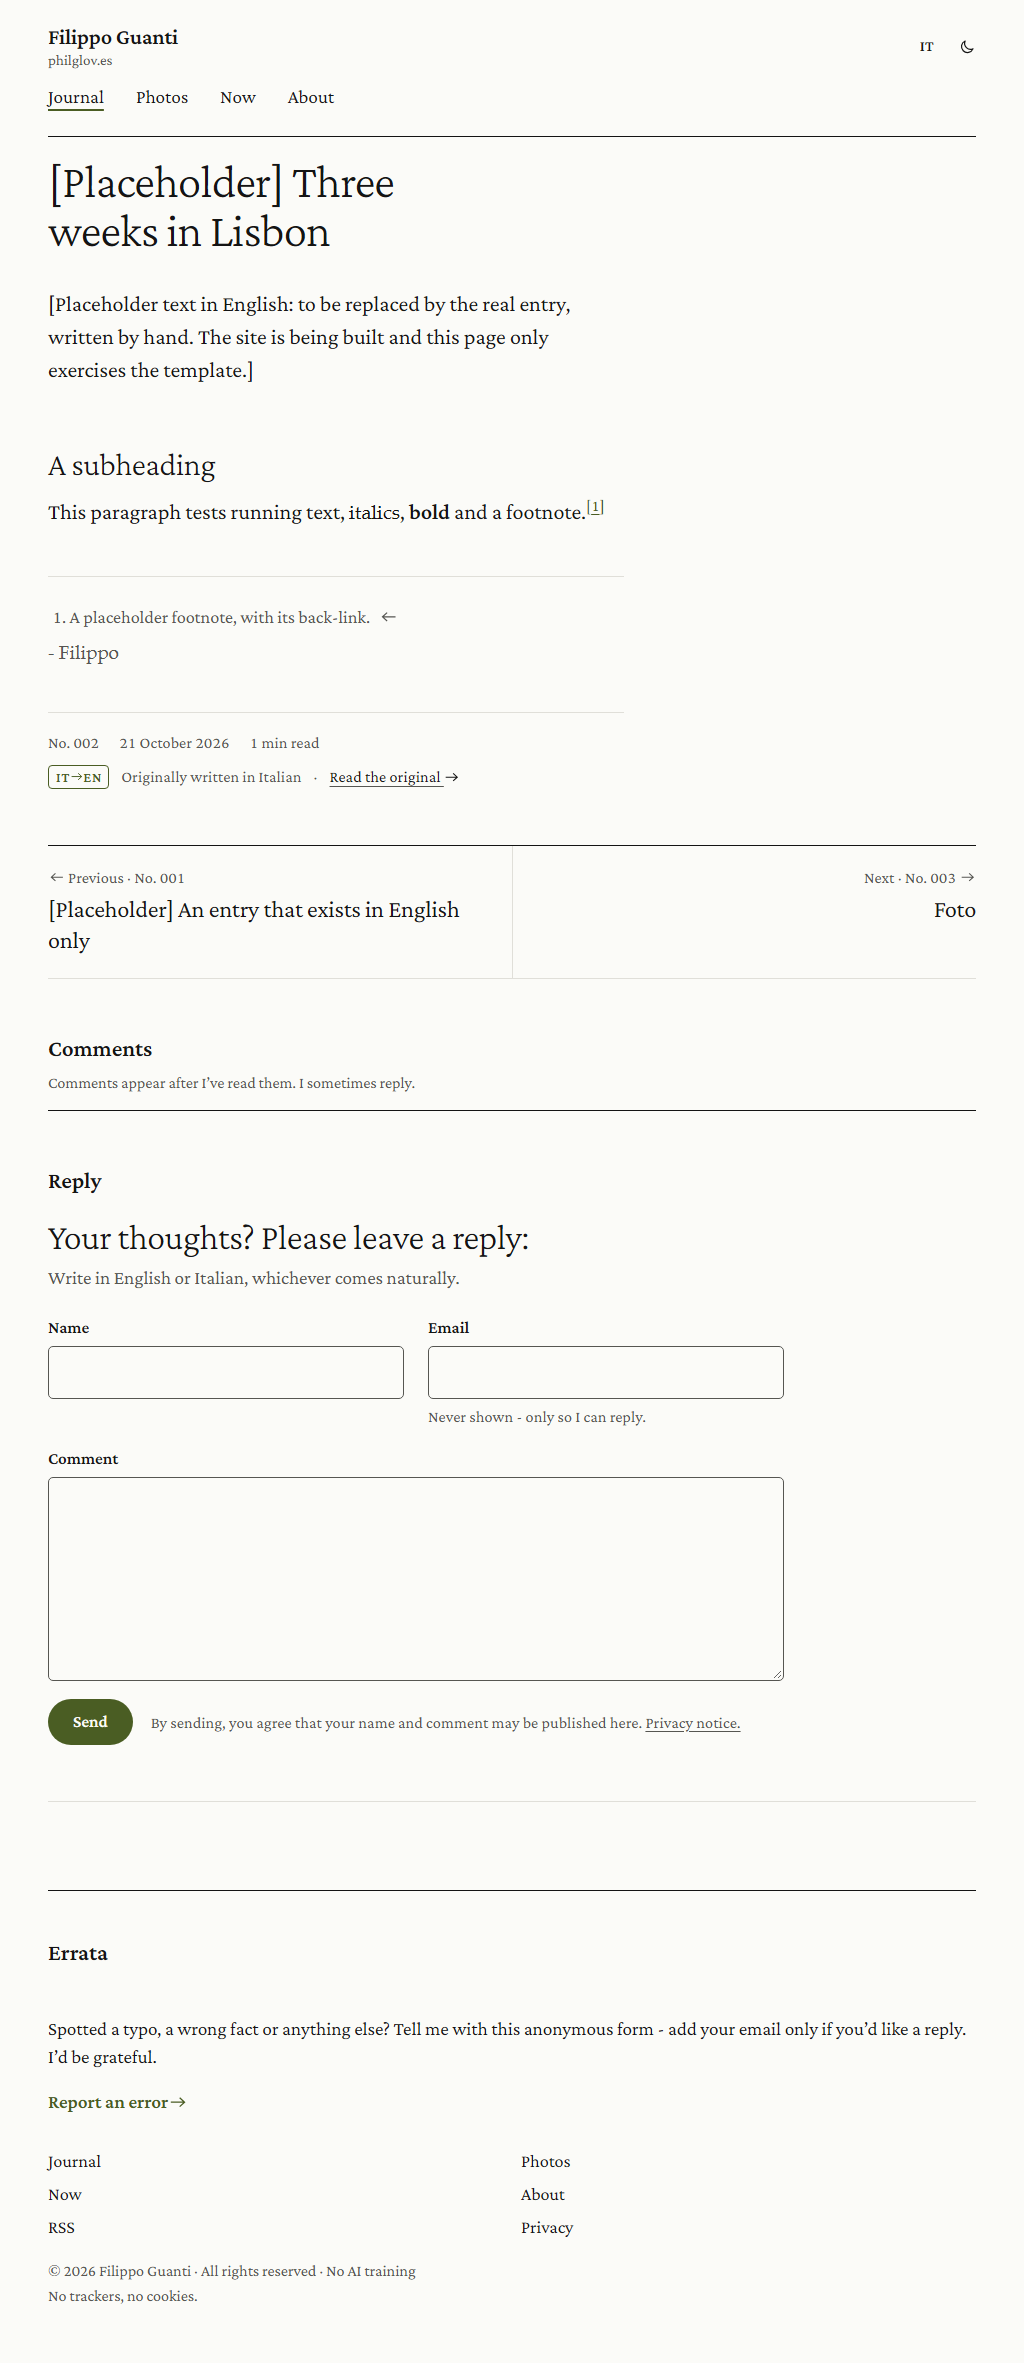 Filippo Guanti
philglov.es
IT
Journal Photos Now About
[Placeholder] Three
weeks in Lisbon
[Placeholder text in English: to be replaced by the real entry,
written by hand. The site is being built and this page only
exercises the template.]
A subheading
This paragraph tests running text, italics, bold and a footnote.[1]
1. A placeholder footnote, with its back-link. ←
- Filippo
No. 002 21 October 2026 1 min read
IT→EN Originally written in Italian · Read the original →
← Previous · No. 001
[Placeholder] An entry that exists in English
only
Next · No. 003 →
Foto
Comments
Comments appear after I’ve read them. I sometimes reply.
Reply
Your thoughts? Please leave a reply:
Write in English or Italian, whichever comes naturally.
Name
Email
Never shown - only so I can reply.
Comment
Send
By sending, you agree that your name and comment may be published here. Privacy notice.
Errata
Spotted a typo, a wrong fact or anything else? Tell me with this anonymous form - add your email only if you’d like a reply.
I’d be grateful.
Report an error→
Journal Photos
Now About
RSS Privacy
© 2026 Filippo Guanti · All rights reserved · No AI training
No trackers, no cookies.